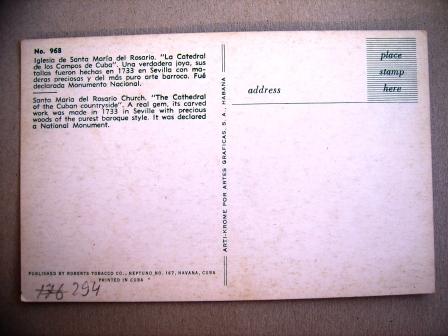 No. 968
Iglesia de Santa María del Rosario. "La Catedral
de los Campos de Cuba". Una verdadera joya, sus
tallas fueron hechas en 1733 en Sevilla con ma-
deras preciosas y del más puro arte barroco. Fué
declarada Monumento Nacional.
Santa Maria del Rosario Church. "The Cathedral
of the Cuban countryside". A real gem, its carved
work was made in 1733 in Seville with precious
woods of the purest baroque style. It was declared
a National Monument.
PUBLISHED BY ROBERTS TOBACCO CO., NEPTUNO NO. 167, HAVANA, CUBA
PRINTED IN CUBA
176 294
ARTI-KROME POR ARTES GRAFICAS, S. A., HABANA
place
stamp
here
address